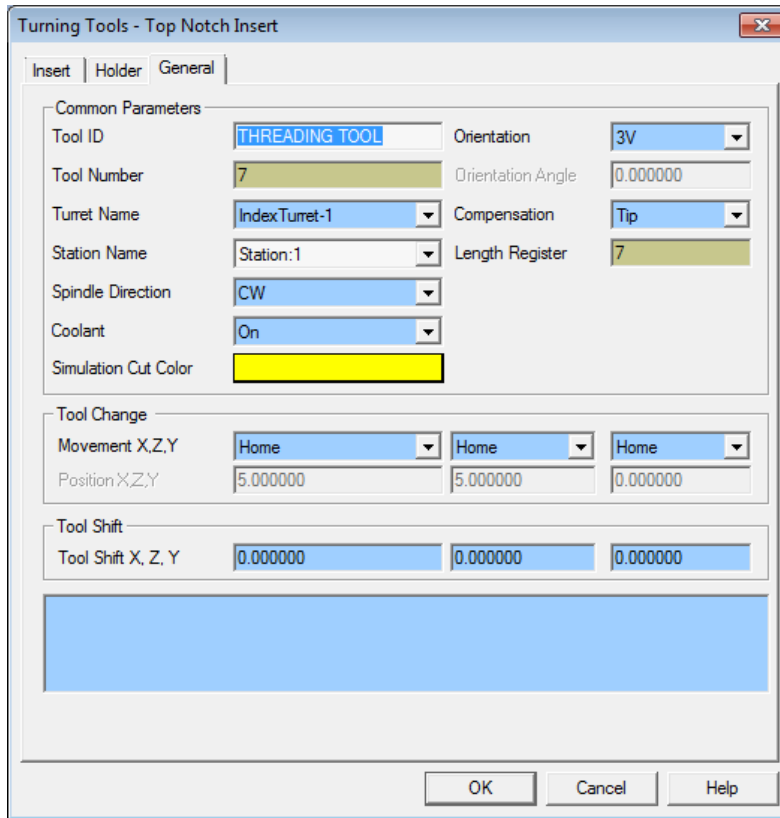 Turning Tools - Top Notch Insert
Insert Holder General
Common Parameters
Tool ID THREADING TOOL Orientation 3V
Tool Number 7 Orientation Angle 0.000000
Turret Name IndexTurret-1 Compensation Tip
Station Name Station:1 Length Register 7
Spindle Direction CW
Coolant On
Simulation Cut Color
Tool Change
Movement X,Z,Y Home Home Home
Position X,Z,Y 5.000000 5.000000 0.000000
Tool Shift
Tool Shift X, Z, Y 0.000000 0.000000 0.000000
OK Cancel Help